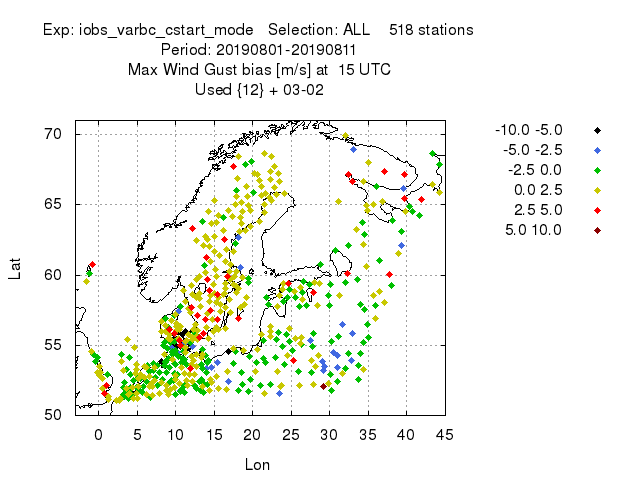 Exp: iobs_varbc_cstart_mode   Selection: ALL    518 stations
Period: 20190801-20190811
Max Wind Gust bias [m/s] at  15 UTC
Used {12} + 03-02
-10.0 -5.0
-5.0 -2.5
-2.5 0.0
0.0 2.5
2.5 5.0
5.0 10.0
70
65
60
55
50
Lat
0 5 10 15 20 25 30 35 40 45
Lon